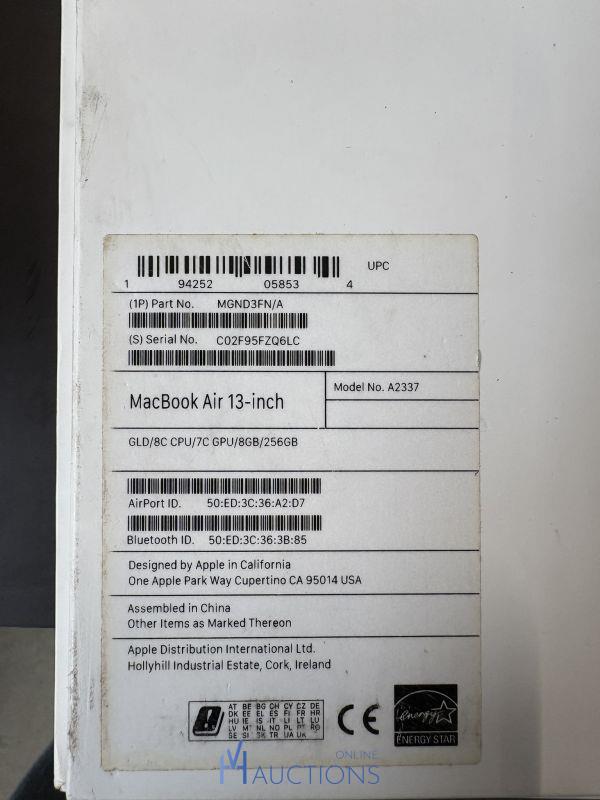 UPC
1 94252 05853 4
(1P) Part No. MGND3FN/A
(S) Serial No. C02F95FZQ6LC
MacBook Air 13-inch
Model No. A2337
GLD/8C CPU/7C GPU/8GB/256GB
AirPort ID. 50:ED:3C:36:A2:D7
Bluetooth ID. 50:ED:3C:36:3B:85
Designed by Apple in California
One Apple Park Way Cupertino CA 95014 USA
Assembled in China
Other Items as Marked Thereon
Apple Distribution International Ltd.
Hollyhill Industrial Estate, Cork, Ireland
AT BE BG CH CY CZ DE
DK EE EL ES FI FR HR
HU IE IS IT LI LT LU
LV MT NL NO PL PT RO
SE SI SK TR UA UK
CE
energy
ENERGY STAR
ONLINE
AUCTIONS